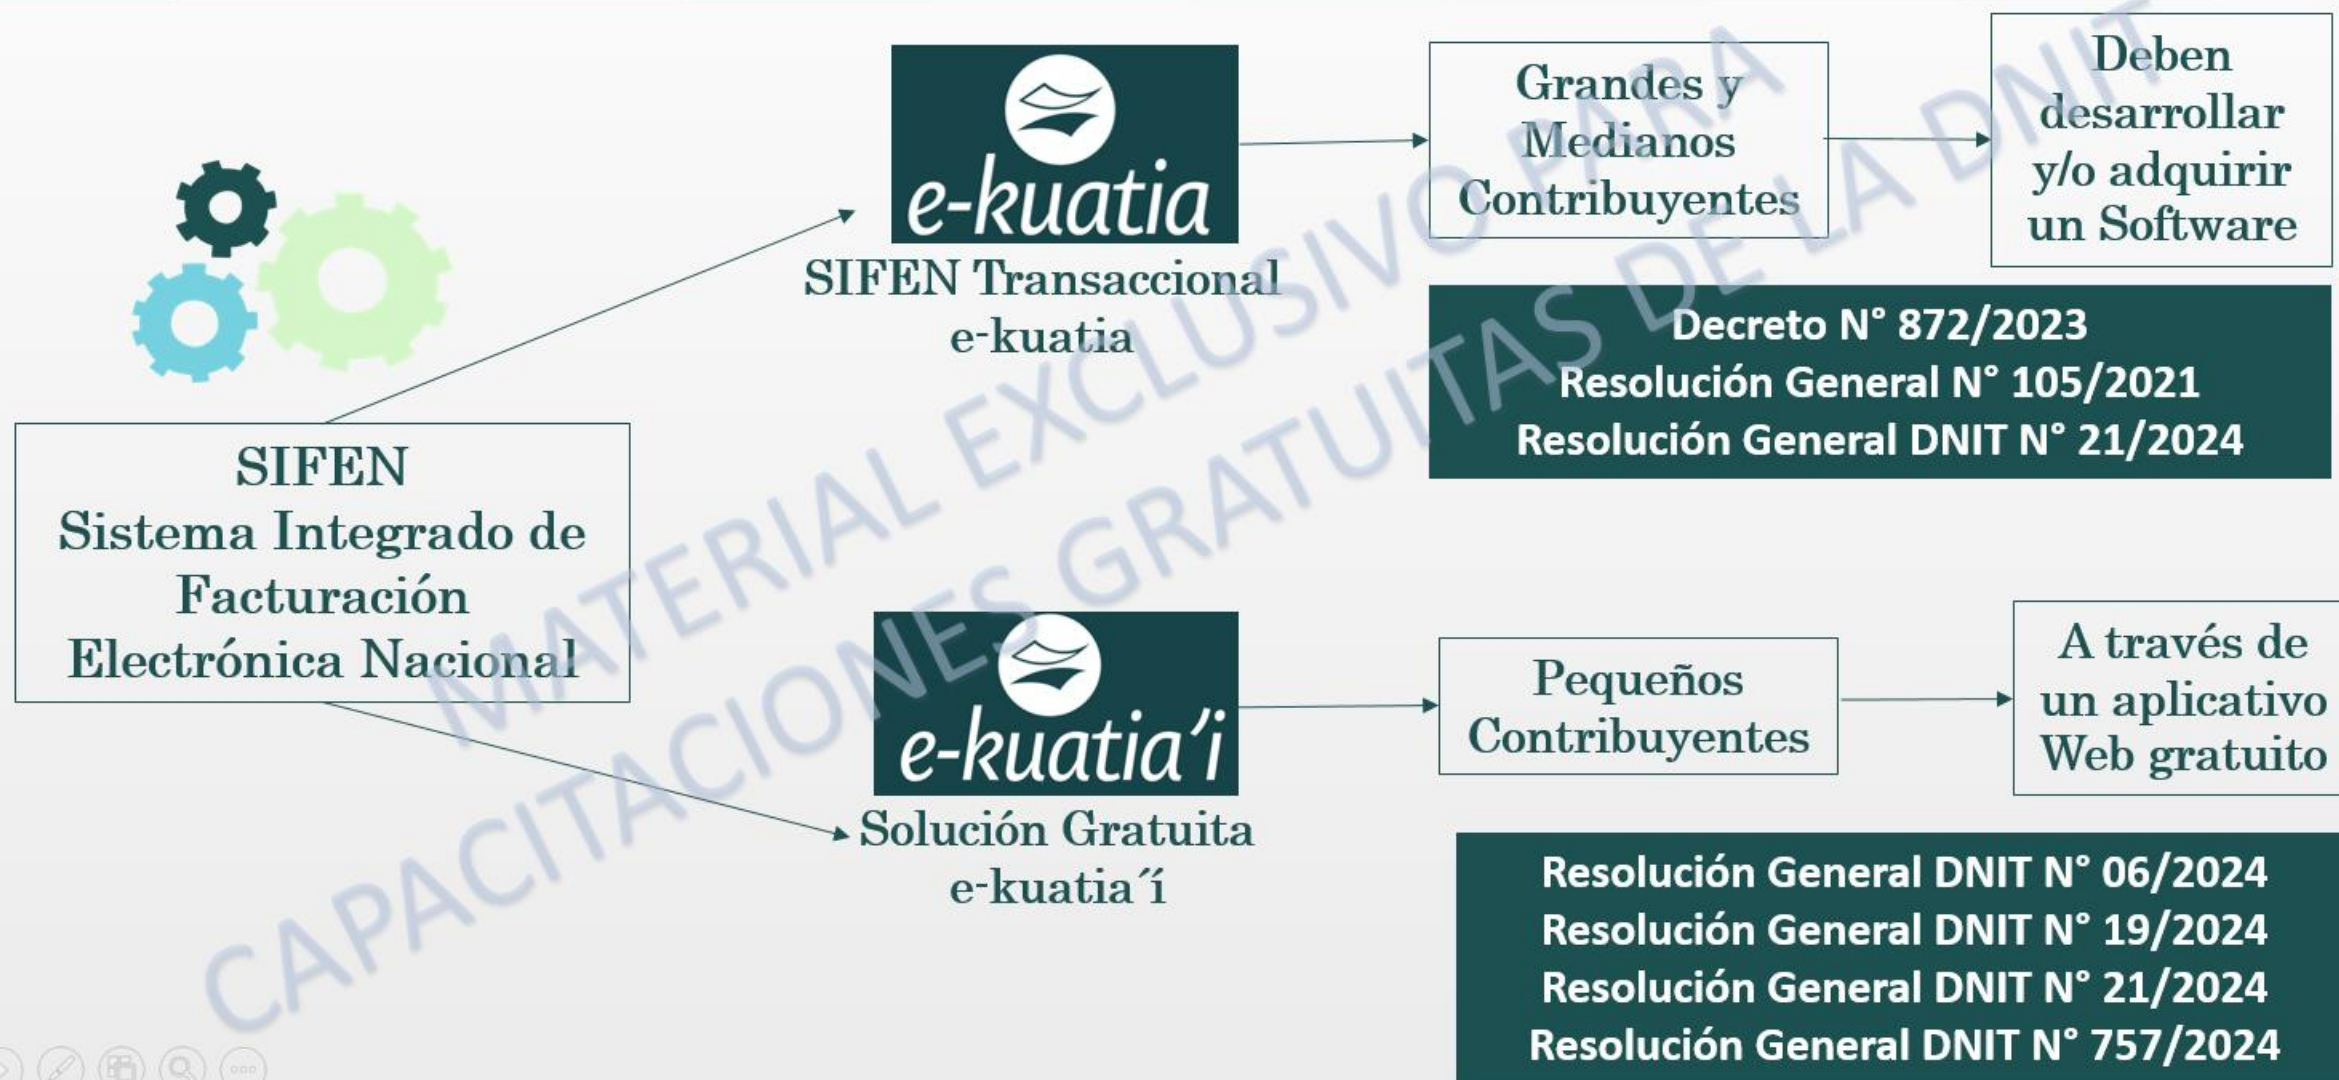 SIFEN
Sistema Integrado de
Facturación
Electrónica Nacional
e-kuatia
SIFEN Transaccional
e-kuatia
Grandes y
Medianos
Contribuyentes
Deben
desarrollar
y/o adquirir
un Software
Decreto N° 872/2023
Resolución General N° 105/2021
Resolución General DNIT N° 21/2024
e-kuatia’i
Solución Gratuita
e-kuatia´í
Pequeños
Contribuyentes
A través de
un aplicativo
Web gratuito
Resolución General DNIT N° 06/2024
Resolución General DNIT N° 19/2024
Resolución General DNIT N° 21/2024
Resolución General DNIT N° 757/2024
MATERIAL EXCLUSIVO PARA
CAPACITACIONES GRATUITAS DE LA DNIT